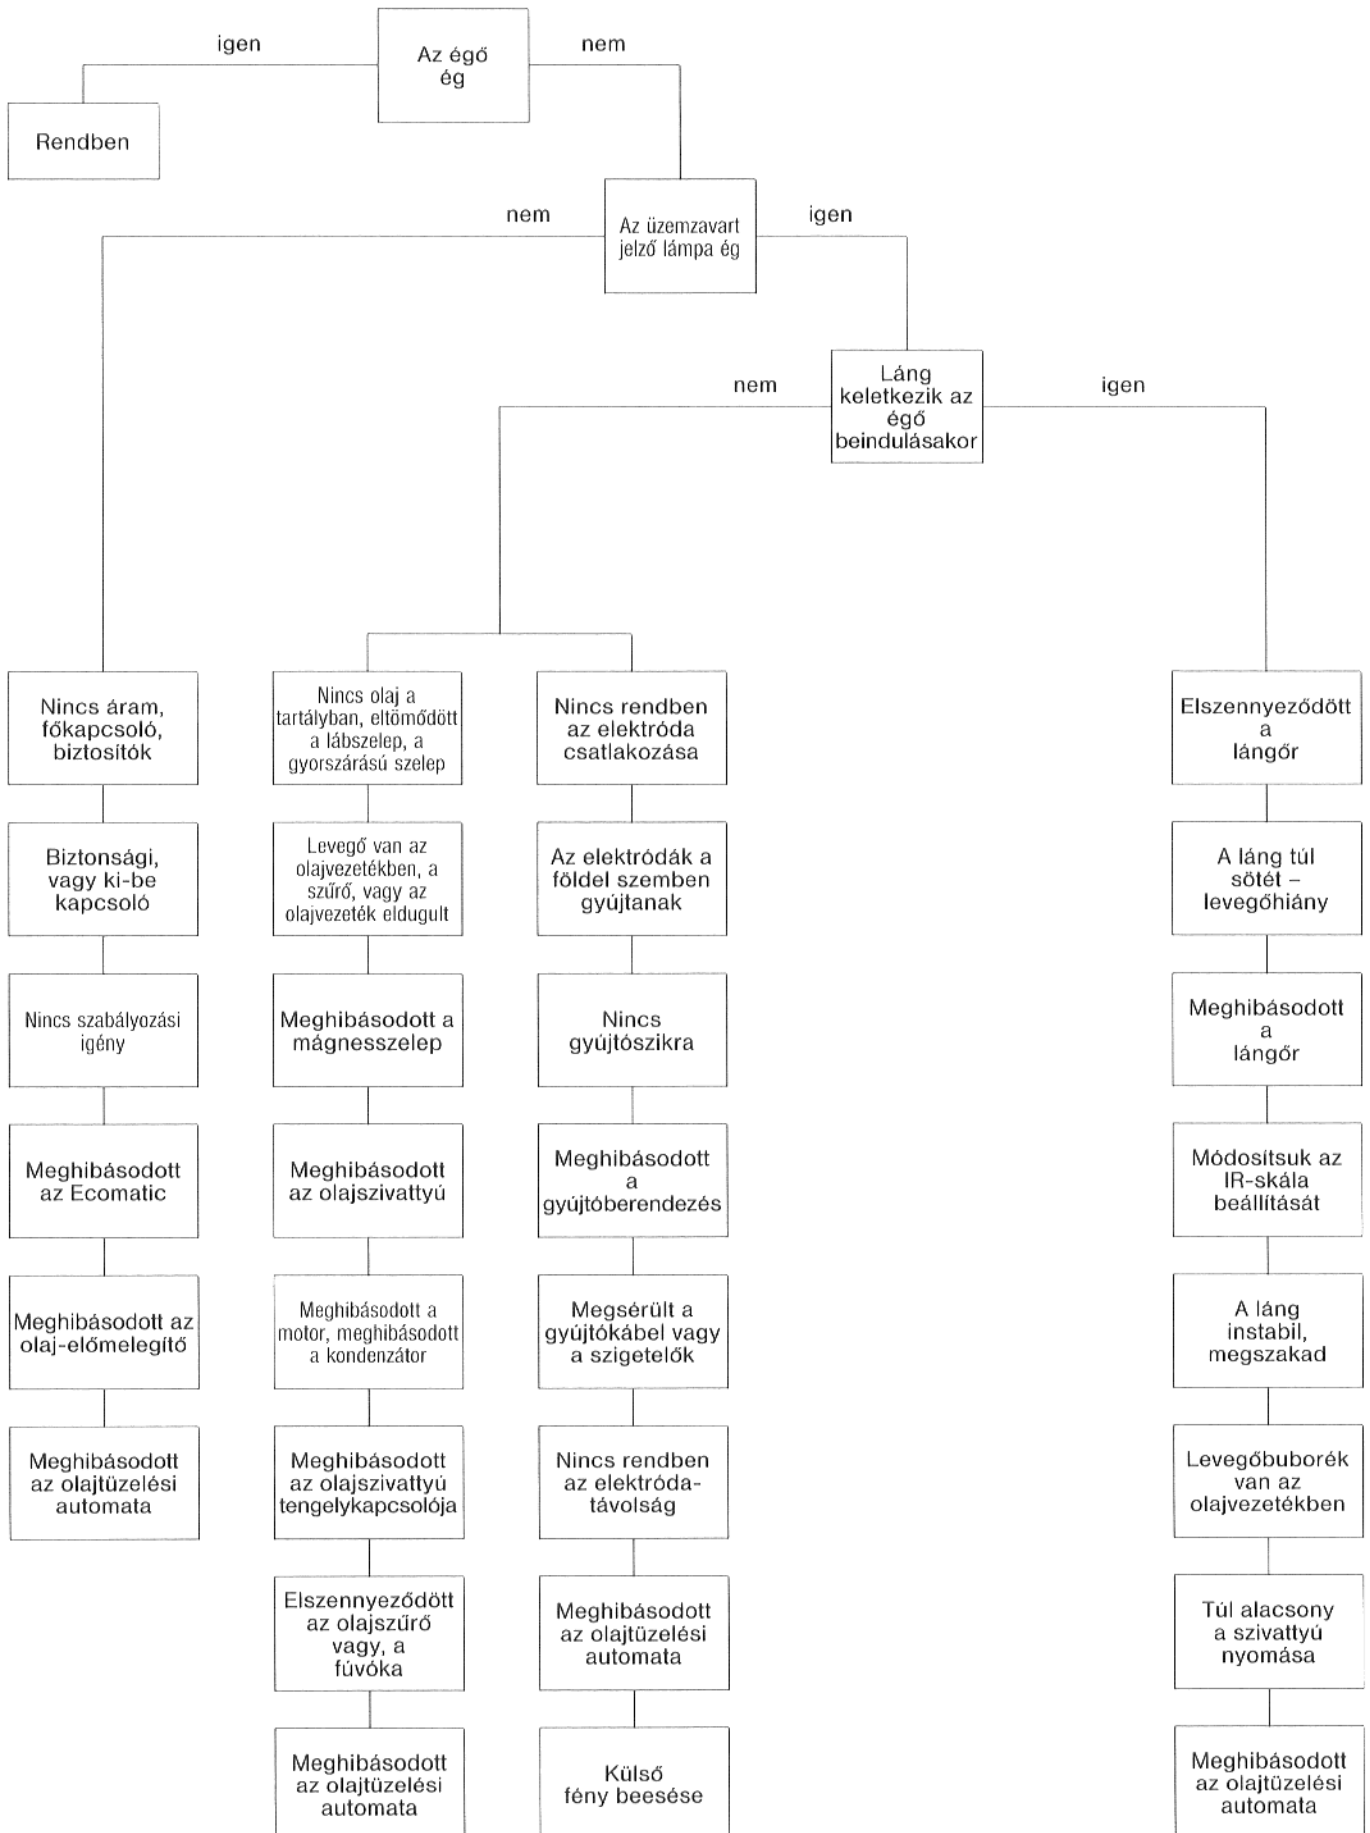 igen
Az égő
ég
nem
Rendben
nem
Az üzemzavart
jelző lámpa ég
igen
nem
Láng
keletkezik az
égő
beindulásakor
igen
Nincs áram,
főkapcsoló,
biztosítók
Biztonsági,
vagy ki-be
kapcsoló
Nincs szabályozási
igény
Meghibásodott
az Ecomatic
Meghibásodott az
olaj-előmelegítő
Meghibásodott
az olajtüzelési
automata
Nincs olaj a
tartályban, eltömődött
a lábszelep, a
gyorszárású szelep
Levegő van az
olajvezetékben, a
szűrő, vagy az
olajvezeték eldugult
Meghibásodott a
mágnesszelep
Meghibásodott
az olajszivattyú
Meghibásodott a
motor, meghibásodott
a kondenzátor
Meghibásodott
az olajszivattyú
tengelykapcsolója
Elszennyeződött
az olajszűrő
vagy, a
fúvóka
Meghibásodott
az olajtüzelési
automata
Nincs rendben
az elektróda
csatlakozása
Az elektródák a
földel szemben
gyújtanak
Nincs
gyújtószikra
Meghibásodott
a
gyújtóberendezés
Megsérült a
gyújtókábel vagy
a szigetelők
Nincs rendben
az elektróda-
távolság
Meghibásodott
az olajtüzelési
automata
Külső
fény beesése
Elszennyeződött
a
lángőr
A láng túl
sötét –
levegőhiány
Meghibásodott
a
lángőr
Módosítsuk az
IR-skála
beállítását
A láng
instabil,
megszakad
Levegőbuborék
van az
olajvezetékben
Túl alacsony
a szivattyú
nyomása
Meghibásodott
az olajtüzelési
automata